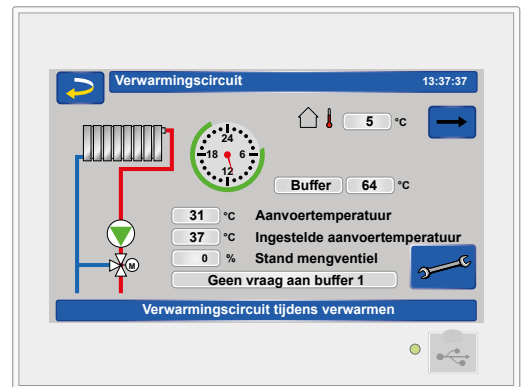 Verwarmingscircuit 13:37:37
5 °C
24
18 6
12
Buffer 64 °C
31 °C Aanvoertemperatuur
37 °C Ingestelde aanvoertemperatuur
0 % Stand mengventiel
M
Geen vraag aan buffer 1
Verwarmingscircuit tijdens verwarmen